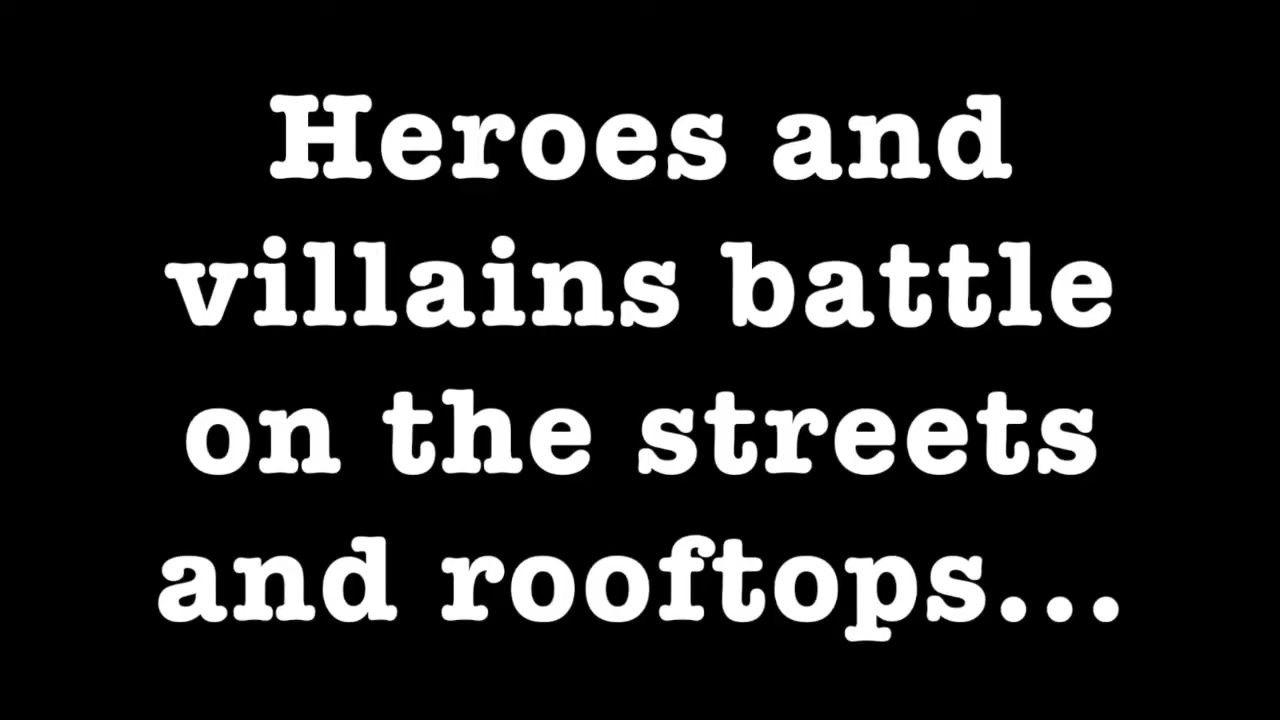 Heroes and
villains battle
on the streets
and rooftops...